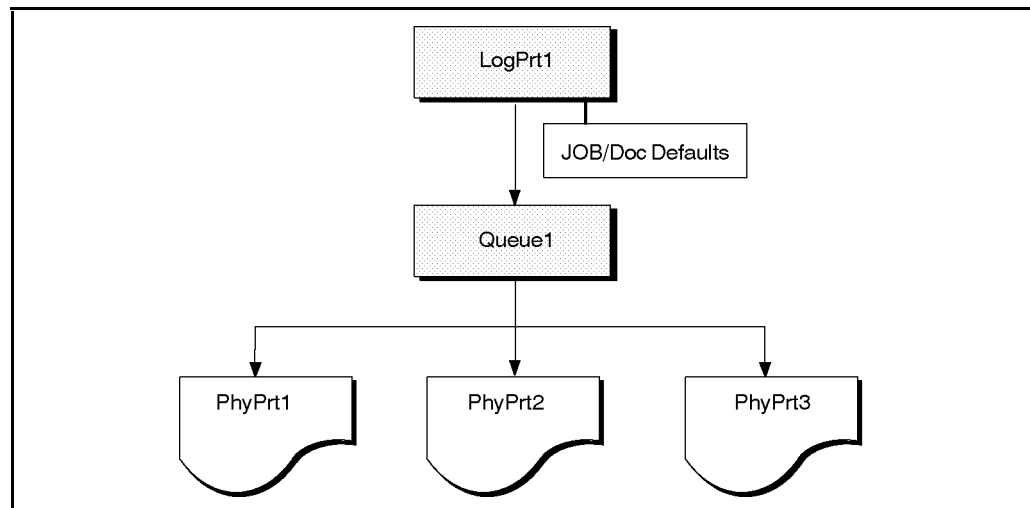 LogPrt1
JOB/Doc Defaults
Queue1
PhyPrt1
PhyPrt2
PhyPrt3